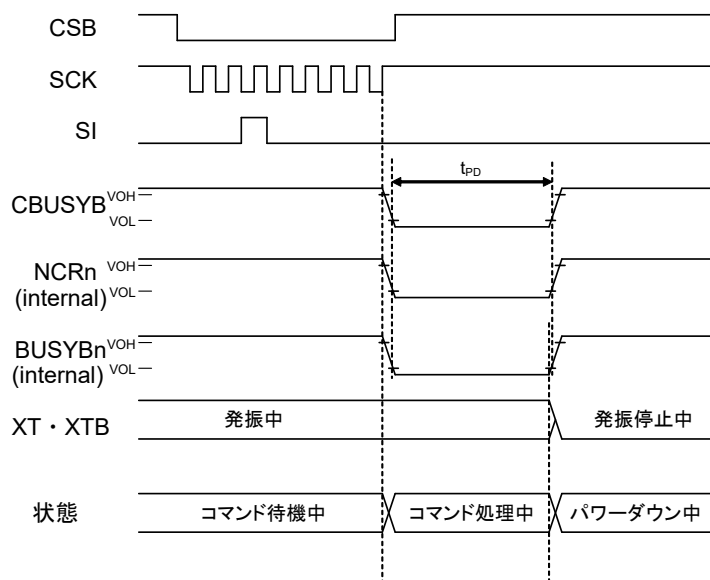 CSB
SCK
SI
tPD
CBUSYB VOH
VOL
NCRn VOH
(internal) VOL
BUSYBn VOH
(internal) VOL
XT・XTB 発振中 発振停止中
状態 コマンド待機中 コマンド処理中 パワーダウン中